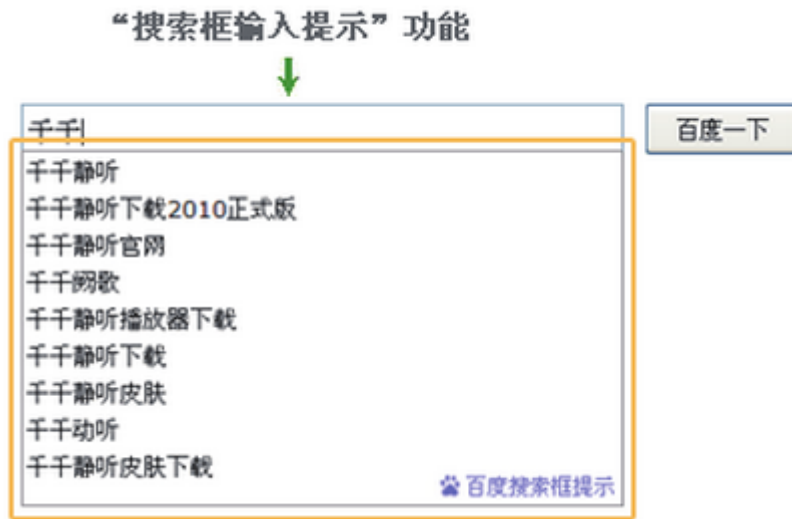 “搜索框输入提示”功能
千千
百度一下
千千静听
千千静听下载2010正式版
千千静听官网
千千阙歌
千千静听播放器下载
千千静听下载
千千静听皮肤
千千动听
千千静听皮肤下载
百度搜索框提示